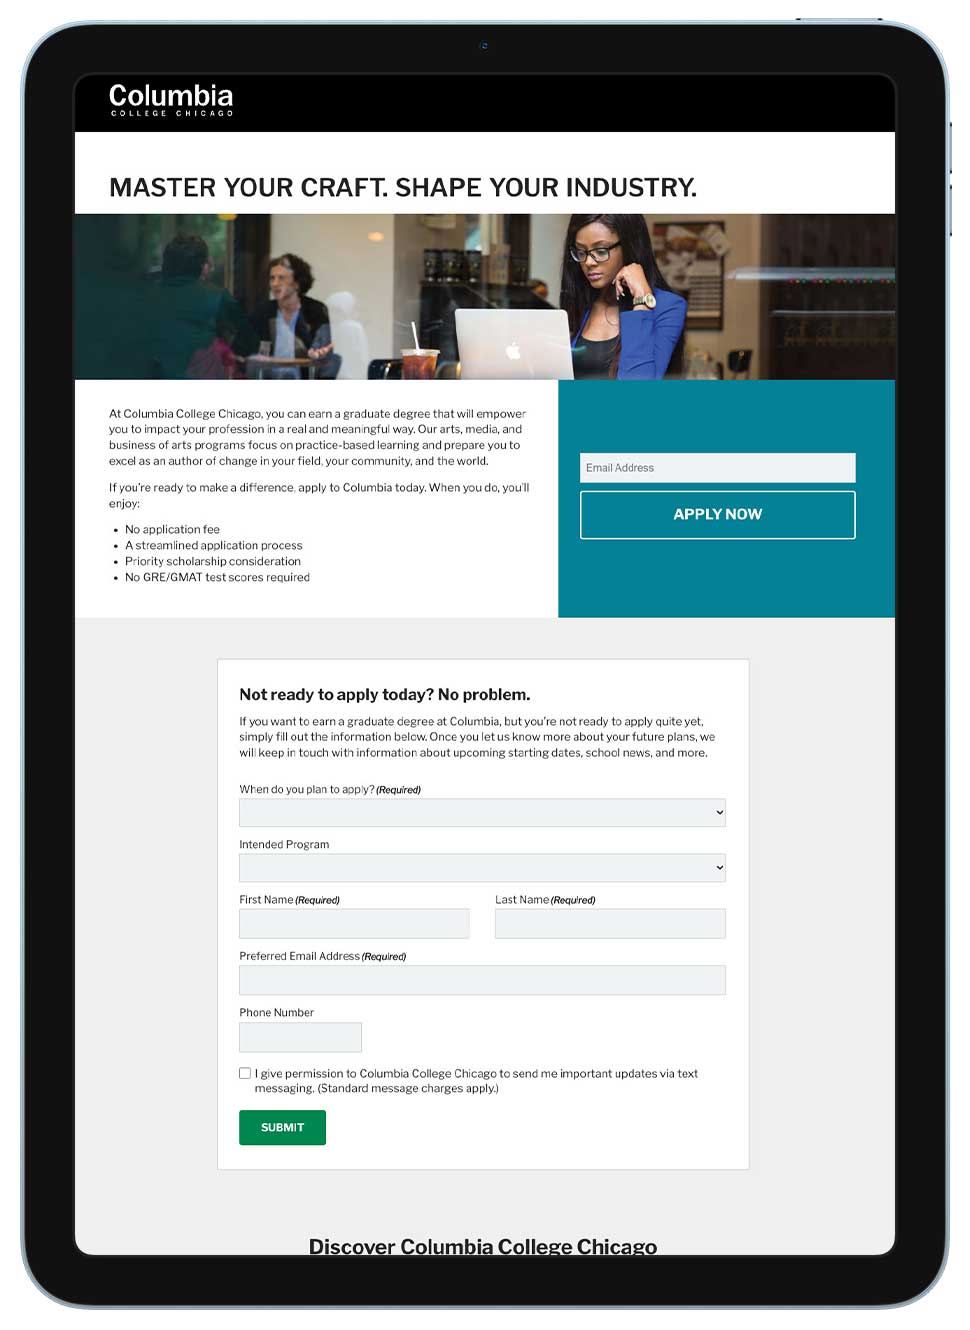 Columbia
COLLEGE CHICAGO
MASTER YOUR CRAFT. SHAPE YOUR INDUSTRY.
At Columbia College Chicago, you can earn a graduate degree that will empower
you to impact your profession in a real and meaningful way. Our arts, media, and
business of arts programs focus on practice-based learning and prepare you to
excel as an author of change in your field, your community, and the world.
If you're ready to make a difference, apply to Columbia today. When you do, you'll
enjoy:
• No application fee
• A streamlined application process
• Priority scholarship consideration
• No GRE/GMAT test scores required
Email Address
APPLY NOW
Not ready to apply today? No problem.
If you want to earn a graduate degree at Columbia, but you're not ready to apply quite yet,
simply fill out the information below. Once you let us know more about your future plans, we
will keep in touch with information about upcoming starting dates, school news, and more.
When do you plan to apply? (Required)
Intended Program
First Name (Required)
Last Name (Required)
Preferred Email Address (Required)
Phone Number
I give permission to Columbia College Chicago to send me important updates via text
messaging. (Standard message charges apply.)
SUBMIT
Discover Columbia College Chicago